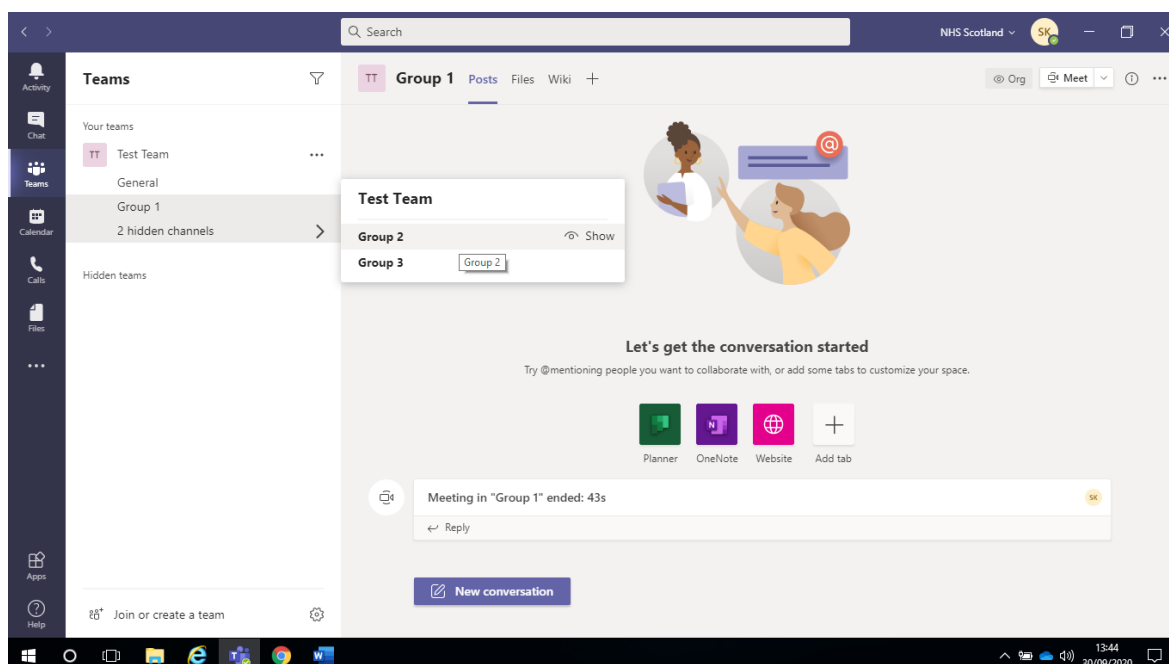 Search
NHS Scotland
SK
Activity
Chat
Teams
Calendar
Calls
Files
Apps
Help
Teams
Your teams
TT Test Team
General
Group 1
2 hidden channels
Hidden teams
Join or create a team
TT Group 1 Posts Files Wiki
Org Meet
Test Team
Group 2 Show
Group 3
Group 2
@
Let's get the conversation started
Try @mentioning people you want to collaborate with, or add some tabs to customize your space.
N
Planner OneNote Website Add tab
Meeting in "Group 1" ended: 43s
SK
Reply
New conversation
13:44
30/09/2020